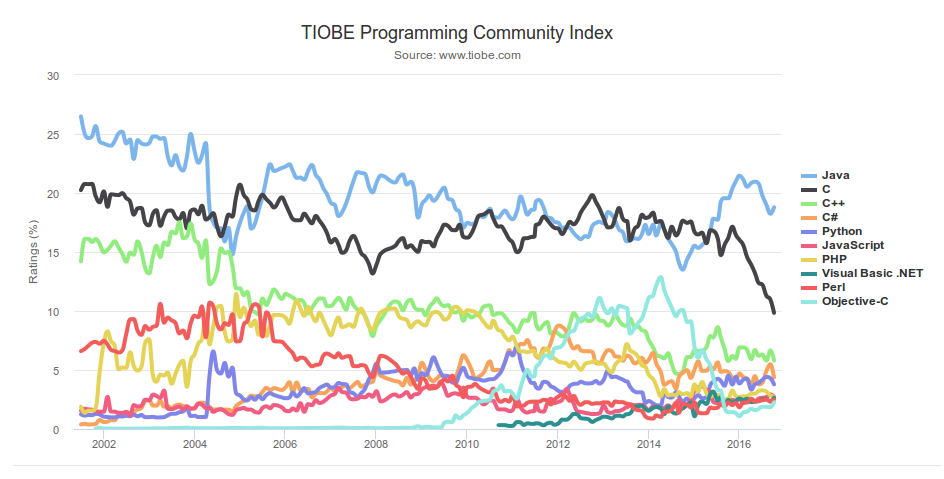 TIOBE Programming Community Index
Source: www.tiobe.com
Ratings (%)
30
25
20
15
10
5
0
2002 2004 2006 2008 2010 2012 2014 2016
Java
C
C++
C#
Python
JavaScript
PHP
Visual Basic .NET
Perl
Objective-C